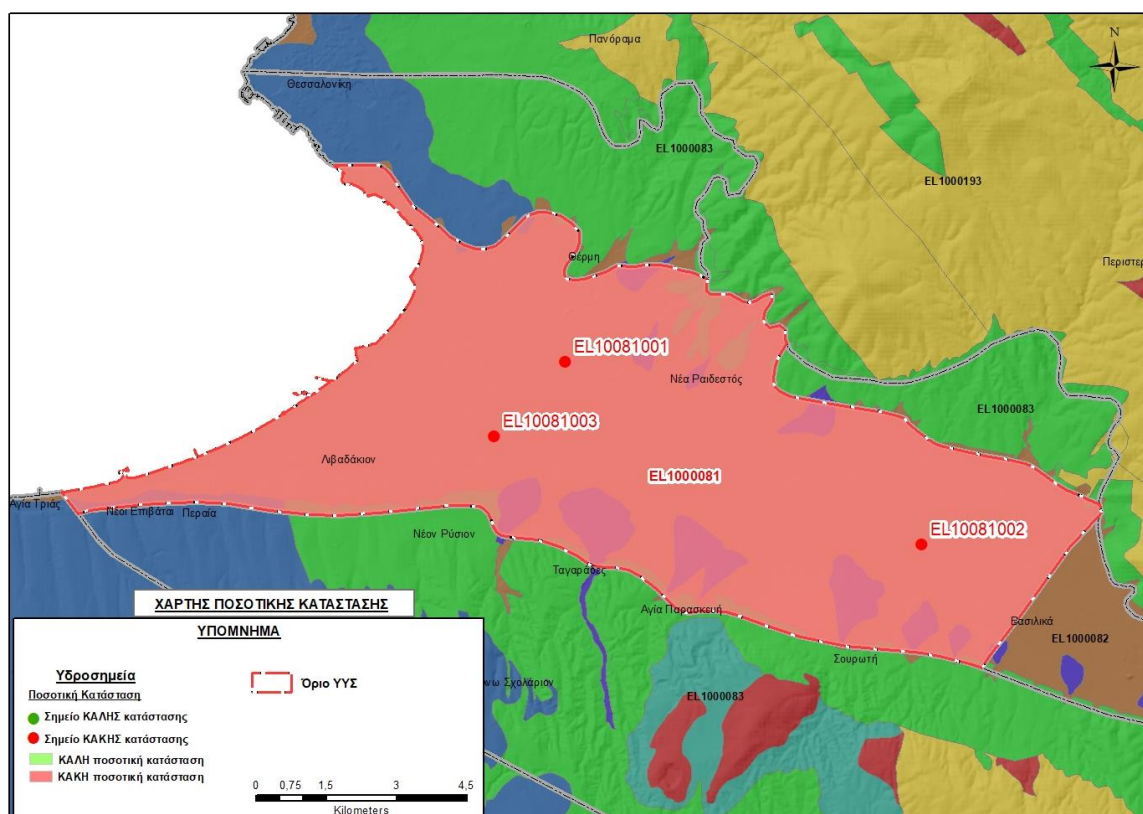 Πανόραμα
N
Θεσσαλονίκη
EL1000083
EL1000193
Θέρμη
Περιστερ
EL10081001
Νέα Ραιδεστός
EL1000083
EL10081003
Λιβαδάκιον
EL1000081
Αγία Τριάς
Νέοι Επιβάται
Περαία
Νέον Ρύσιον
EL10081002
Ταγαράδες
Αγία Παρασκευή
Βασιλικά
EL1000082
Σουρωτή
νω Σχολάριον
EL1000083
ΧΑΡΤΗΣ ΠΟΣΟΤΙΚΗΣ ΚΑΤΑΣΤΑΣΗΣ
ΥΠΟΜΝΗΜΑ
Υδροσημεία
Ποσοτική Κατάσταση
Σημείο ΚΑΛΗΣ κατάστασης
Σημείο ΚΑΚΗΣ κατάστασης
ΚΑΛΗ ποσοτική κατάσταση
ΚΑΚΗ ποσοτική κατάσταση
Όριο ΥΥΣ
0 0,75 1,5 3 4,5
Kilometers